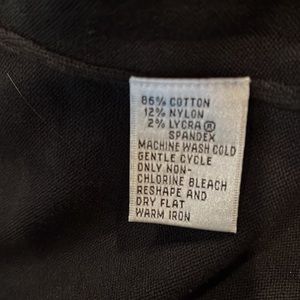 86% COTTON
12% NYLON
2% LYCRA®
SPANDEX
MACHINE WASH COLD
GENTLE CYCLE
ONLY NON-
CHLORINE BLEACH
RESHAPE AND
DRY FLAT
WARM IRON